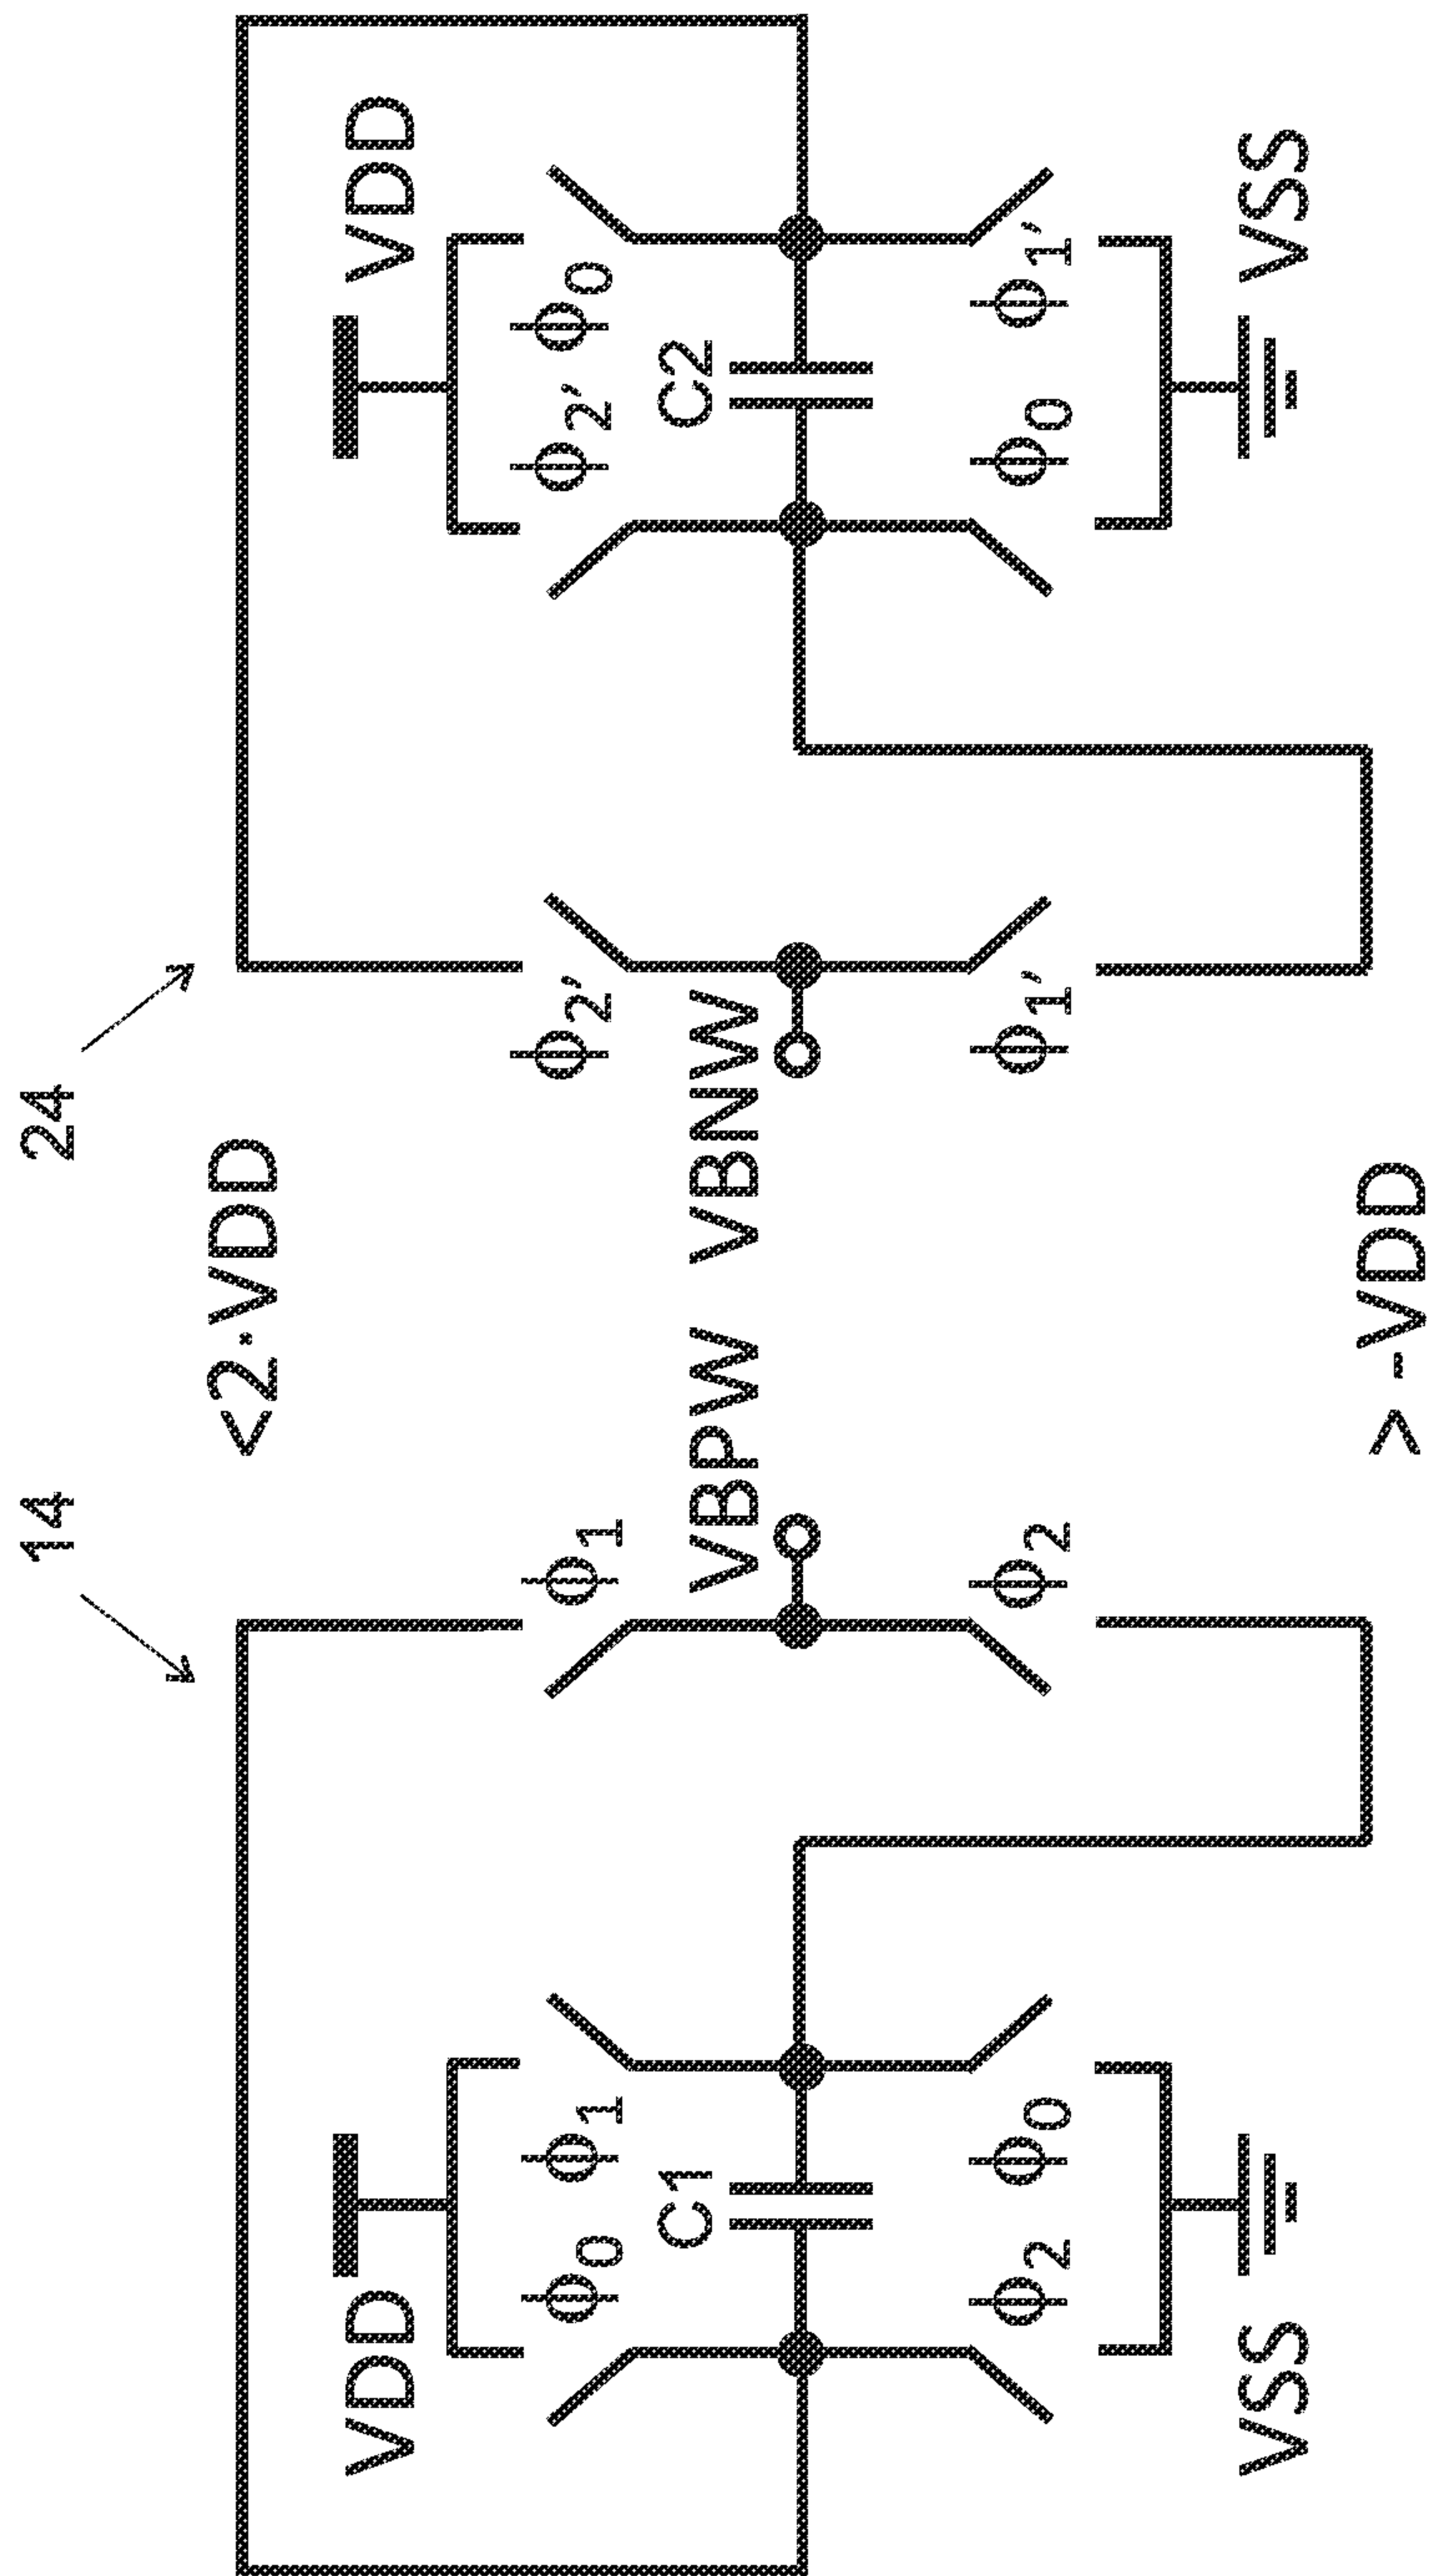 14 24
<2·VDD
VDD VDD
ϕ0 ϕ1 ϕ1 ϕ2' ϕ2' ϕ0
C1 C2
VBPW VBNW
ϕ2 ϕ0 ϕ2 ϕ1' ϕ0 ϕ1'
VSS VSS
> -VDD